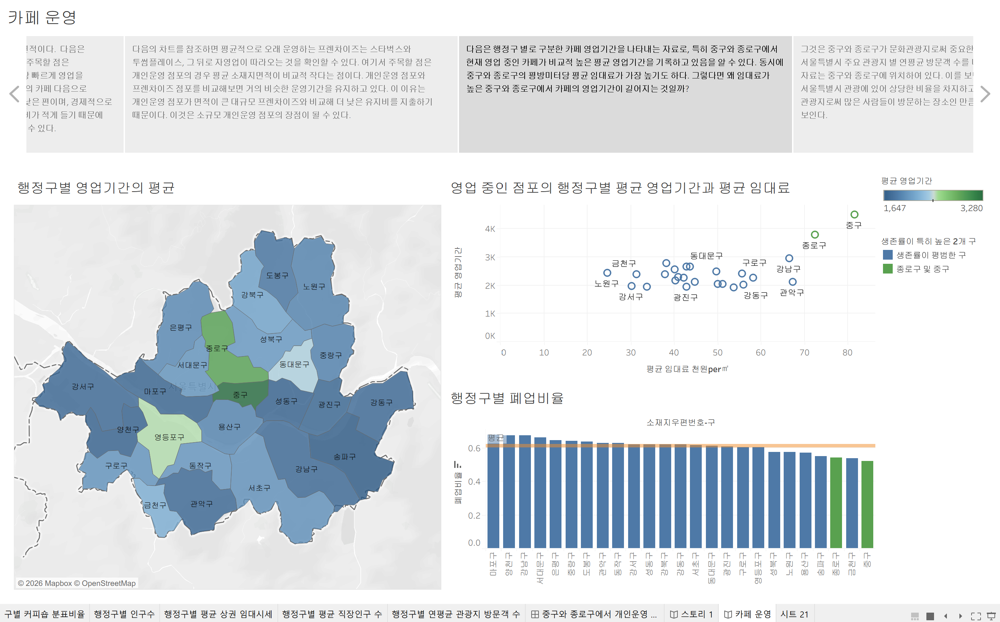 카페 운영
주목할 점은
빠르게 영업을
의 카페 다음으로
낮은 편이며, 경제적으로
적게 들기 때문에
수 있다.
다음의 차트를 참조하면 평균적으로 오래 운영하는 프렌차이즈는 스타벅스와
투썸플레이스, 그 뒤로 자영업이 따라오는 것을 확인할 수 있다. 여기서 주목할 점은
개인운영 점포의 경우 평균 소재지면적이 비교적 작다는 점이다. 개인운영 점포와
프렌차이즈 점포를 비교해보면 거의 비슷한 운영기간을 유지하고 있다. 이 이유는
개인운영 점포가 면적이 큰 대규모 프렌차이즈와 비교해 더 낮은 유지비를 지출하기
때문이다. 이것은 소규모 개인운영 점포의 장점이 될 수 있다.
다음은 행정구 별로 구분한 카페 영업기간을 나타내는 자료로, 특히 중구와 종로구에서
현재 영업 중인 카페가 비교적 높은 평균 영업기간을 기록하고 있음을 알 수 있다. 동시에
중구와 종로구의 평방미터당 평균 임대료가 가장 높기도 하다. 그렇다면 왜 임대료가
높은 중구와 종로구에서 카페의 영업기간이 길어지는 것일까?
그것은 중구와 종로구가 문화관광지로써 중요한
서울특별시 주요 관광지 별 연평균 방문객 수를
자료는 중구와 종로구에 위치하여 있다. 이를
서울특별시 관광에 있어 상당한 비율을 차지하고
관광지로써 많은 사람들이 방문하는 장소인 만큼
보인다.
행정구별 영업기간의 평균
도봉구
노원구
강북구
은평구
성북구
종로구
중랑구
서대문구
동대문구
강서구
서울특별시
마포구
중구
성동구
광진구
강동구
양천구
영등포구
용산구
송파구
구로구
동작구
강남구
서초구
금천구
관악구
© 2026 Mapbox © OpenStreetMap
영업 중인 점포의 행정구별 평균 영업기간과 평균 임대료
평균 영업기간
4K
3K
2K
1K
0K
중구
종로구
동대문구
금천구
구로구
강남구
노원구
강서구
광진구
강동구
관악구
0 10 20 30 40 50 60 70 80
평균 임대료 천원per㎡
평균 영업기간
1,647 3,280
생존률이 특히 높은 2개 구
생존률이 평범한 구
종로구 및 중구
행정구별 폐업비율
소재지우편번호-구
평균
폐업비율
0.6
0.4
0.2
0.0
마포구 양천구 강남구 서대문구 은평구 중랑구 도봉구 관악구 동작구 강서구 성동구 강북구 강동구 서초구 동대문구 광진구 구로구 영등포구 성북구 노원구 용산구 송파구 종로구 금천구 중구
구별 커피숍 분표비율 행정구별 인구수 행정구별 평균 상권 임대시세 행정구별 평균 직장인구 수 행정구별 연평균 관광지 방문객 수 중구와 종로구에서 개인운영 ... 스토리 1 카페 운영 시트 21